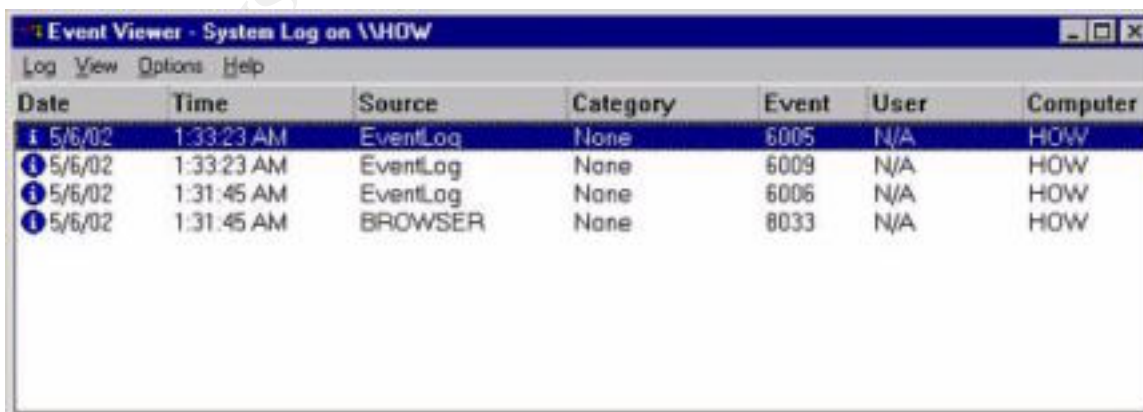 Event Viewer - System Log on \\HOW
Log View Options Help
Date Time Source Category Event User Computer
5/6/02 1:33:23 AM EventLog None 6005 N/A HOW
5/6/02 1:33:23 AM EventLog None 6009 N/A HOW
5/6/02 1:31:45 AM EventLog None 6006 N/A HOW
5/6/02 1:31:45 AM BROWSER None 8033 N/A HOW